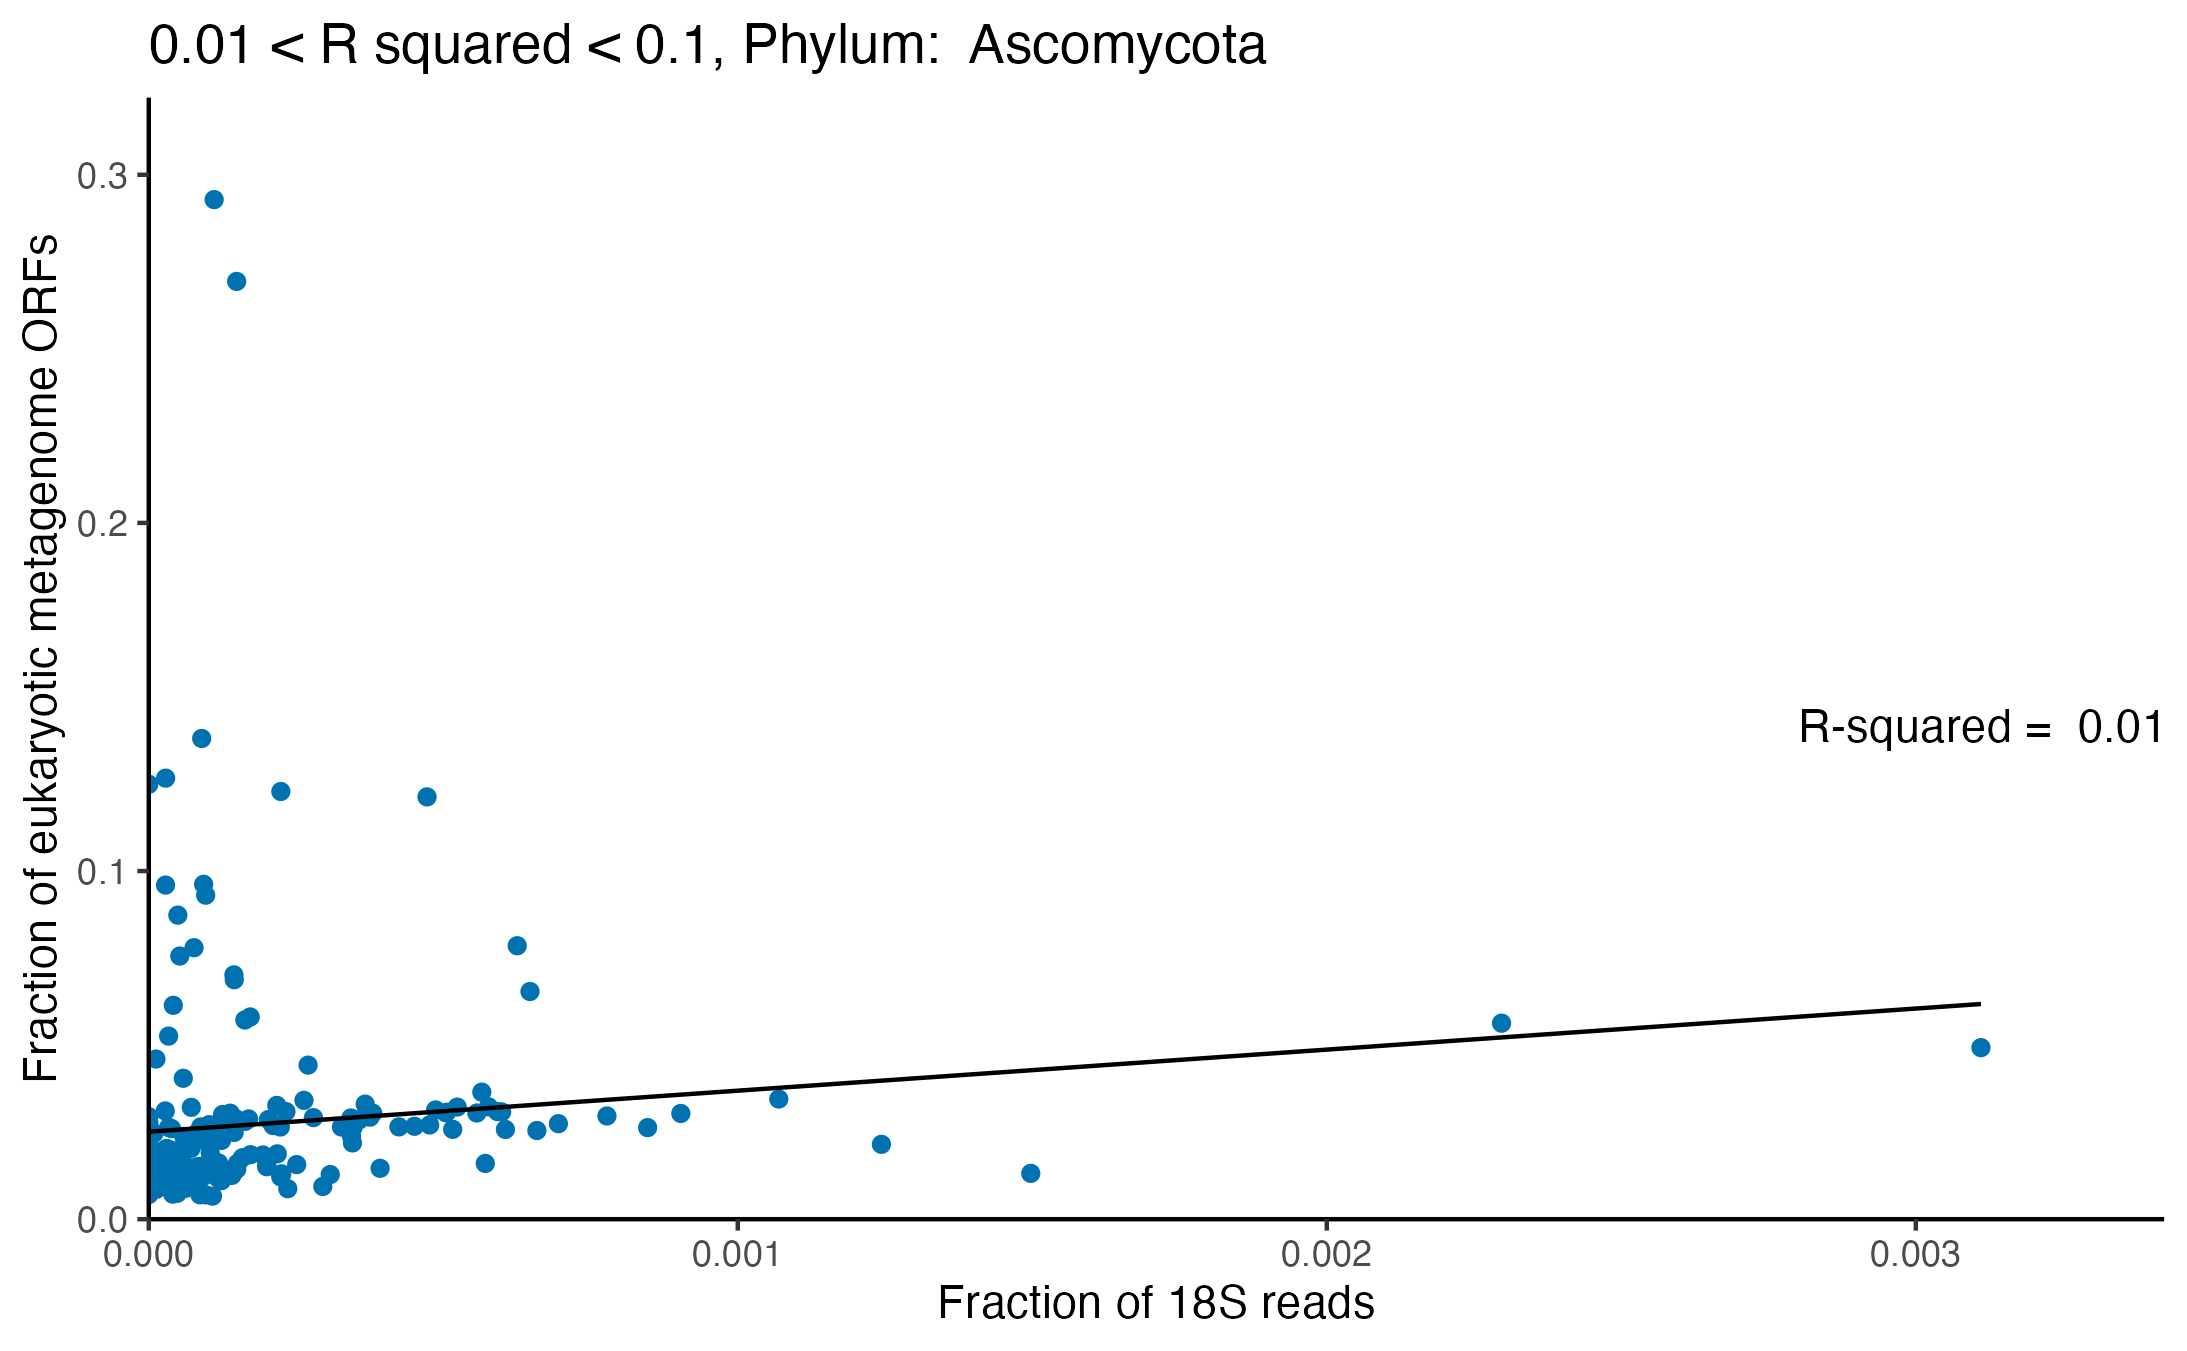 0.01 < R squared < 0.1, Phylum:  Ascomycota
Fraction of eukaryotic metagenome ORFs
0.3
0.2
0.1
0.0
R-squared =  0.01
0.000
0.001
0.002
0.003
Fraction of 18S reads